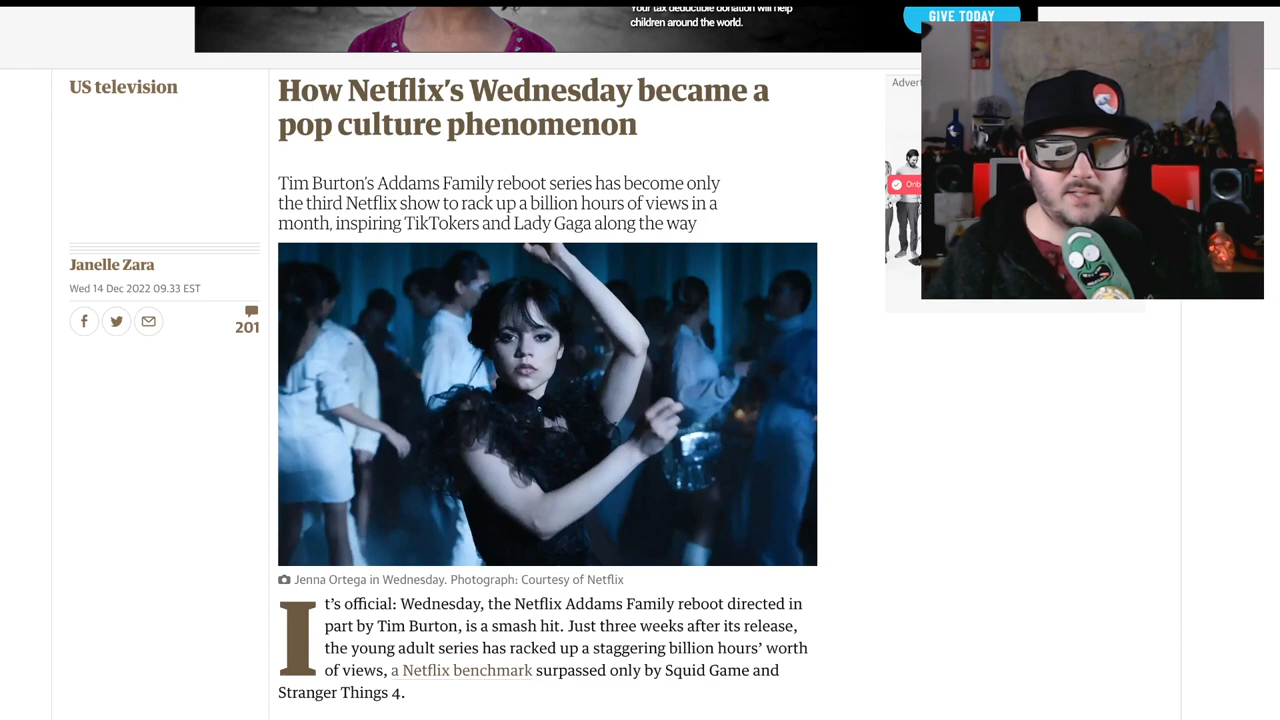 Your tax deductible donation will help
children around the world.
GIVE TODAY
US television
How Netflix's Wednesday became a
pop culture phenomenon
Advert
Tim Burton's Addams Family reboot series has become only
the third Netflix show to rack up a billion hours of views in a
month, inspiring TikTokers and Lady Gaga along the way
Onb
Janelle Zara
Wed 14 Dec 2022 09.33 EST
201
Jenna Ortega in Wednesday. Photograph: Courtesy of Netflix
It's official: Wednesday, the Netflix Addams Family reboot directed in
part by Tim Burton, is a smash hit. Just three weeks after its release,
the young adult series has racked up a staggering billion hours' worth
of views, a Netflix benchmark surpassed only by Squid Game and
Stranger Things 4.